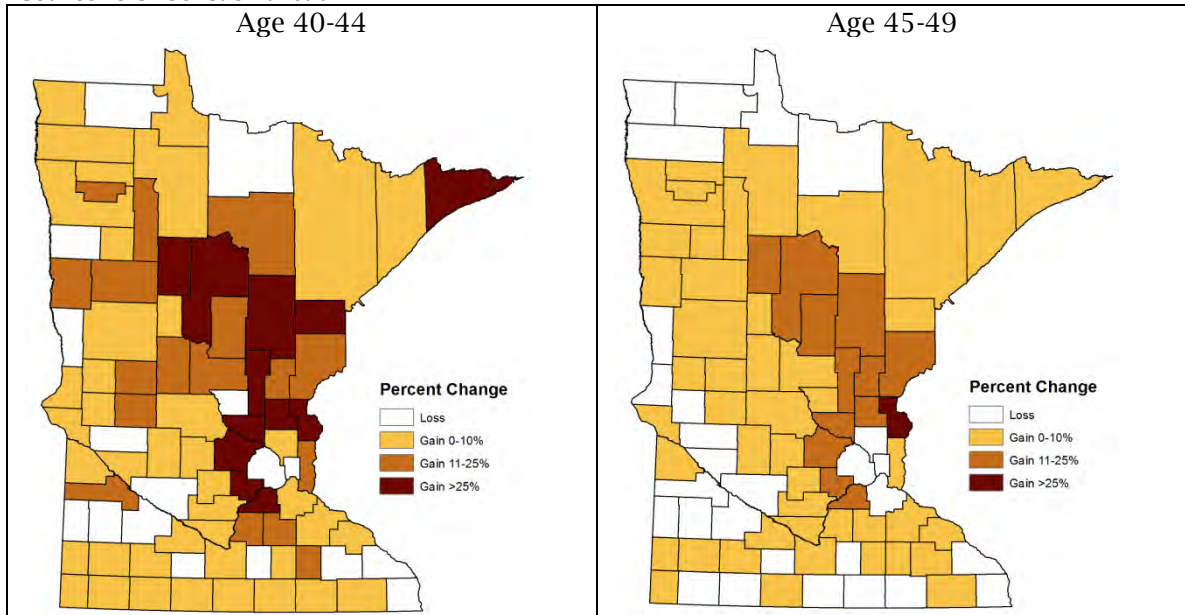 Age 40-44
Age 45-49
Percent Change
Loss
Gain 0-10%
Gain 11-25%
Gain >25%
Percent Change
Loss
Gain 0-10%
Gain 11-25%
Gain >25%